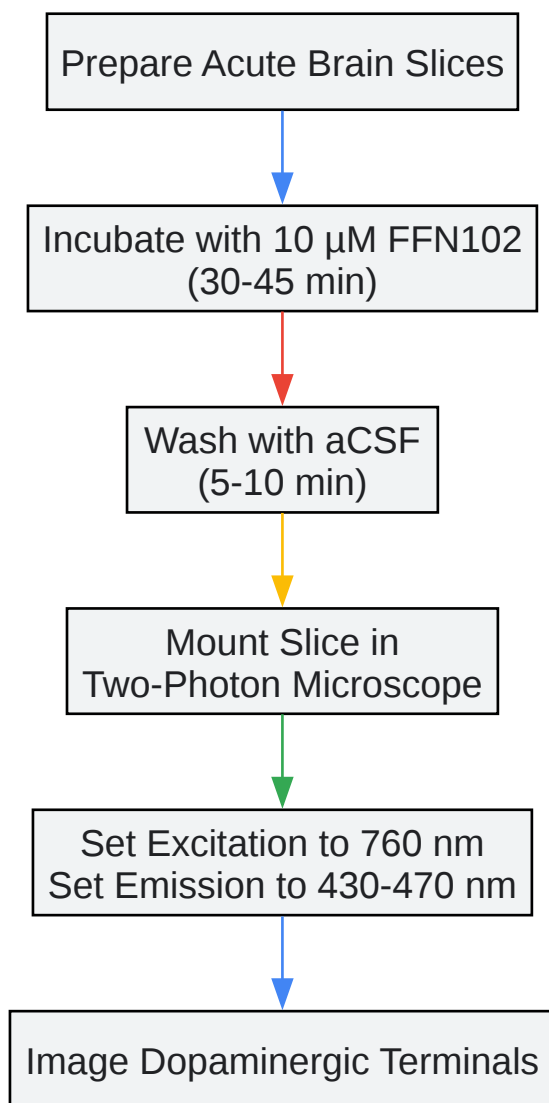 Prepare Acute Brain Slices
Incubate with 10 µM FFN102
(30-45 min)
Wash with aCSF
(5-10 min)
Mount Slice in
Two-Photon Microscope
Set Excitation to 760 nm
Set Emission to 430-470 nm
Image Dopaminergic Terminals